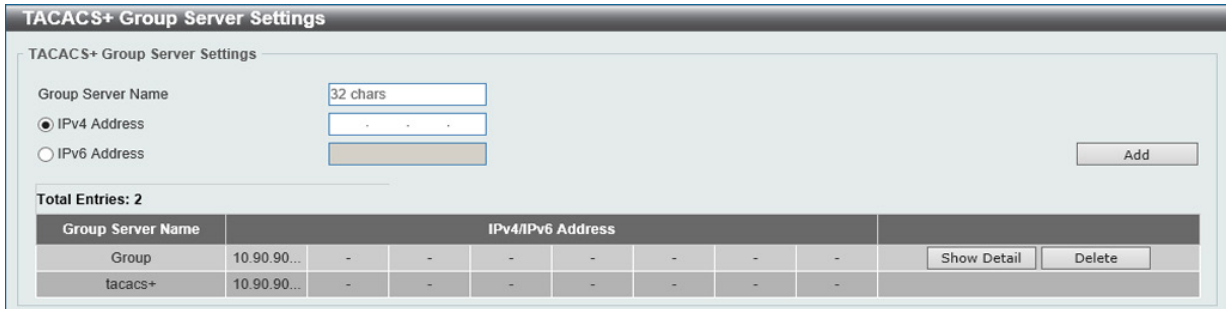 TACACS+ Group Server Settings
TACACS+ Group Server Settings
Group Server Name 32 chars
IPv4 Address . . .
IPv6 Address
Add
Total Entries: 2
Group Server Name IPv4/IPv6 Address
Group 10.90.90... - - - - - - - Show Detail Delete
tacacs+ 10.90.90... - - - - - - -